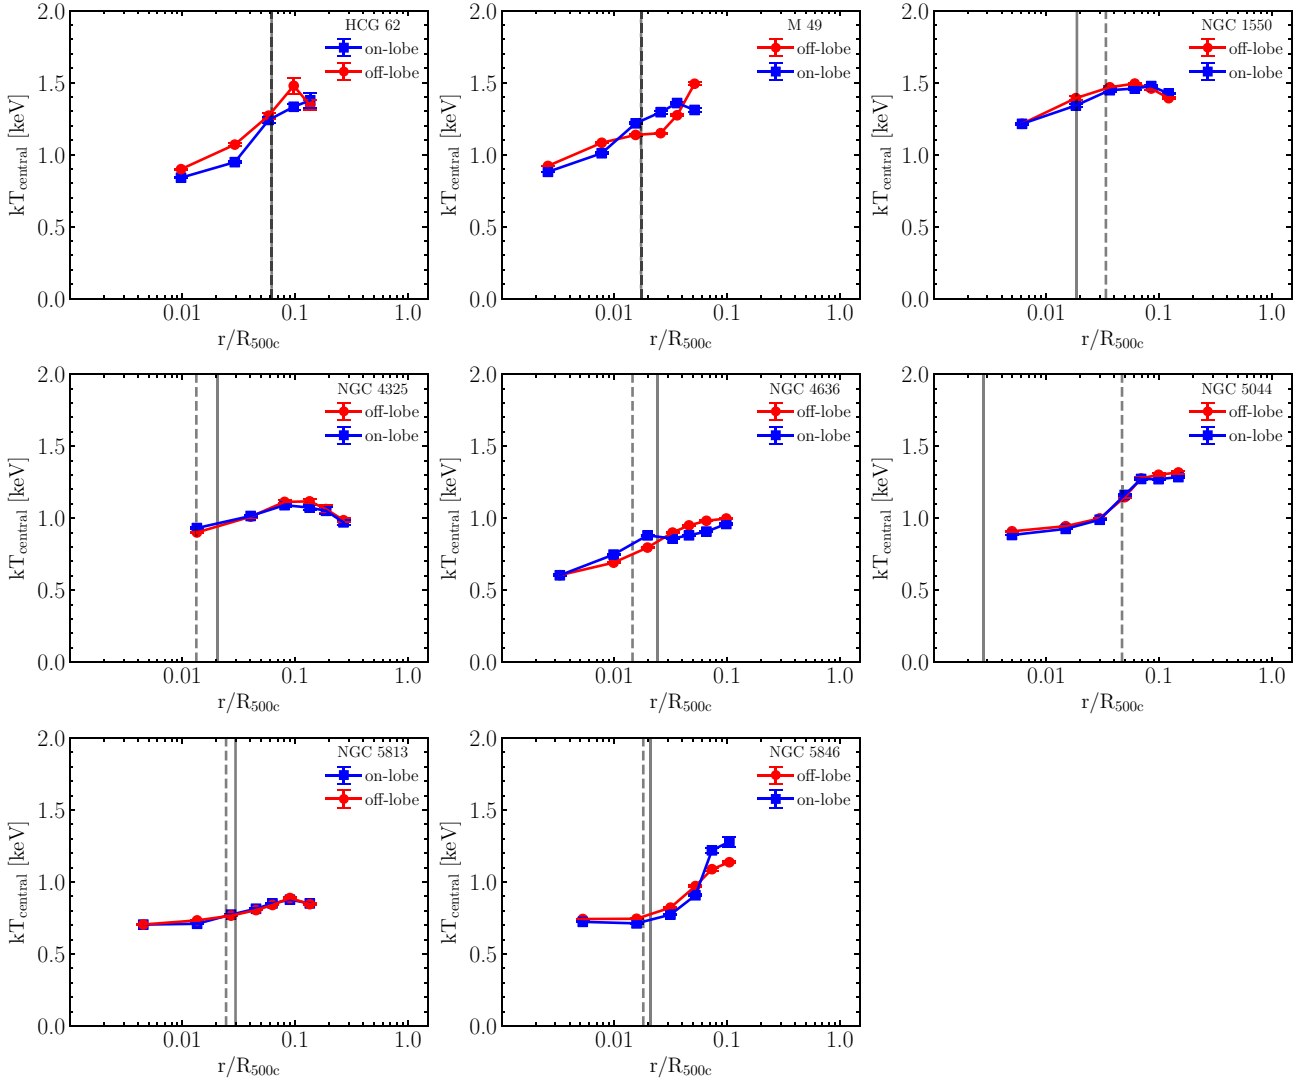 HCG 62
on-lobe
off-lobe
2.0
1.5
1.0
0.5
0.0
kT_central [keV]
0.01
0.1
1.0
r/R_500c
M 49
off-lobe
on-lobe
2.0
1.5
1.0
0.5
0.0
kT_central [keV]
0.01
0.1
1.0
r/R_500c
NGC 1550
off-lobe
on-lobe
2.0
1.5
1.0
0.5
0.0
kT_central [keV]
0.01
0.1
1.0
r/R_500c
NGC 4325
off-lobe
on-lobe
2.0
1.5
1.0
0.5
0.0
kT_central [keV]
0.01
0.1
1.0
r/R_500c
NGC 4636
off-lobe
on-lobe
2.0
1.5
1.0
0.5
0.0
kT_central [keV]
0.01
0.1
1.0
r/R_500c
NGC 5044
off-lobe
on-lobe
2.0
1.5
1.0
0.5
0.0
kT_central [keV]
0.01
0.1
1.0
r/R_500c
NGC 5813
on-lobe
off-lobe
2.0
1.5
1.0
0.5
0.0
kT_central [keV]
0.01
0.1
1.0
r/R_500c
NGC 5846
off-lobe
on-lobe
2.0
1.5
1.0
0.5
0.0
kT_central [keV]
0.01
0.1
1.0
r/R_500c